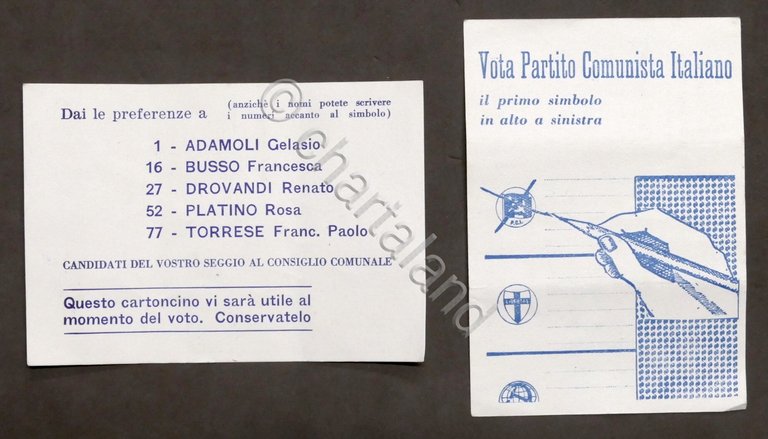 Dai le preferenze a (anzichè i nomi potete scrivere
i numeri accanto al simbolo)
1 - ADAMOLI Gelasio
16 - BUSSO Francesca
27 - DROVANDI Renato
52 - PLATINO Rosa
77 - TORRESE Franc. Paolo
CANDIDATI DEL VOSTRO SEGGIO AL CONSIGLIO COMUNALE
Questo cartoncino vi sarà utile al
momento del voto. Conservatelo
Vota Partito Comunista Italiano
il primo simbolo
in alto a sinistra
P.C.I.
LIBERTAS
© chartaland